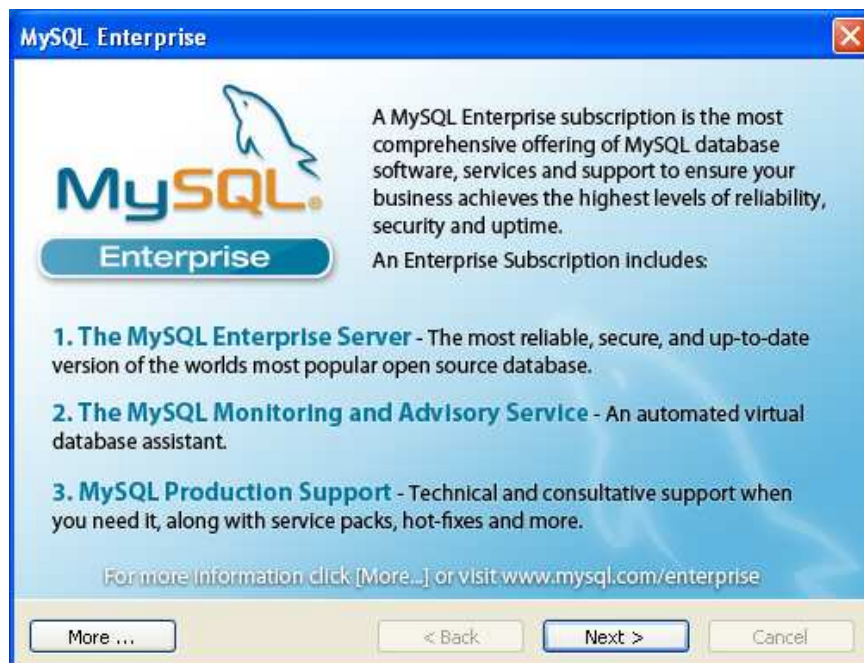 MySQL Enterprise
MySQL®
Enterprise
A MySQL Enterprise subscription is the most
comprehensive offering of MySQL database
software, services and support to ensure your
business achieves the highest levels of reliability,
security and uptime.
An Enterprise Subscription includes:
1. The MySQL Enterprise Server - The most reliable, secure, and up-to-date
version of the worlds most popular open source database.
2. The MySQL Monitoring and Advisory Service - An automated virtual
database assistant.
3. MySQL Production Support - Technical and consultative support when
you need it, along with service packs, hot-fixes and more.
For more information click [More...] or visit www.mysql.com/enterprise
More ...
< Back
Next >
Cancel